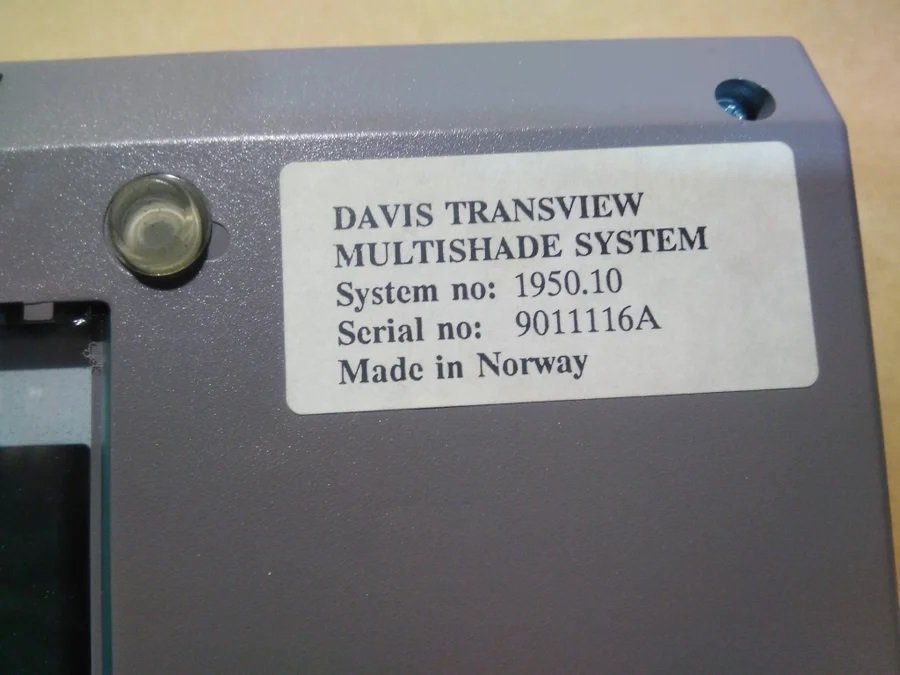 DAVIS TRANSVIEW
MULTISHADE SYSTEM
System no: 1950.10
Serial no: 9011116A
Made in Norway